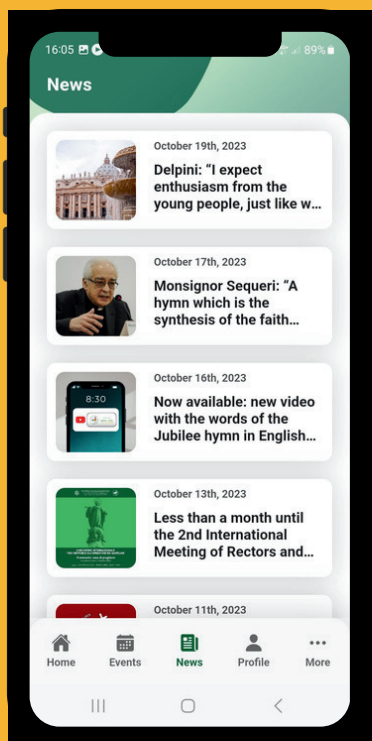 16:05
89%
News
October 19th, 2023
Delpini: “I expect
enthusiasm from the
young people, just like w...
October 17th, 2023
Monsignor Sequeri: “A
hymn which is the
synthesis of the faith...
October 16th, 2023
8:30
Now available: new video
with the words of the
Jubilee hymn in English...
October 13th, 2023
Less than a month until
the 2nd International
Meeting of Rectors and...
October 11th, 2023
Home
Events
News
Profile
More